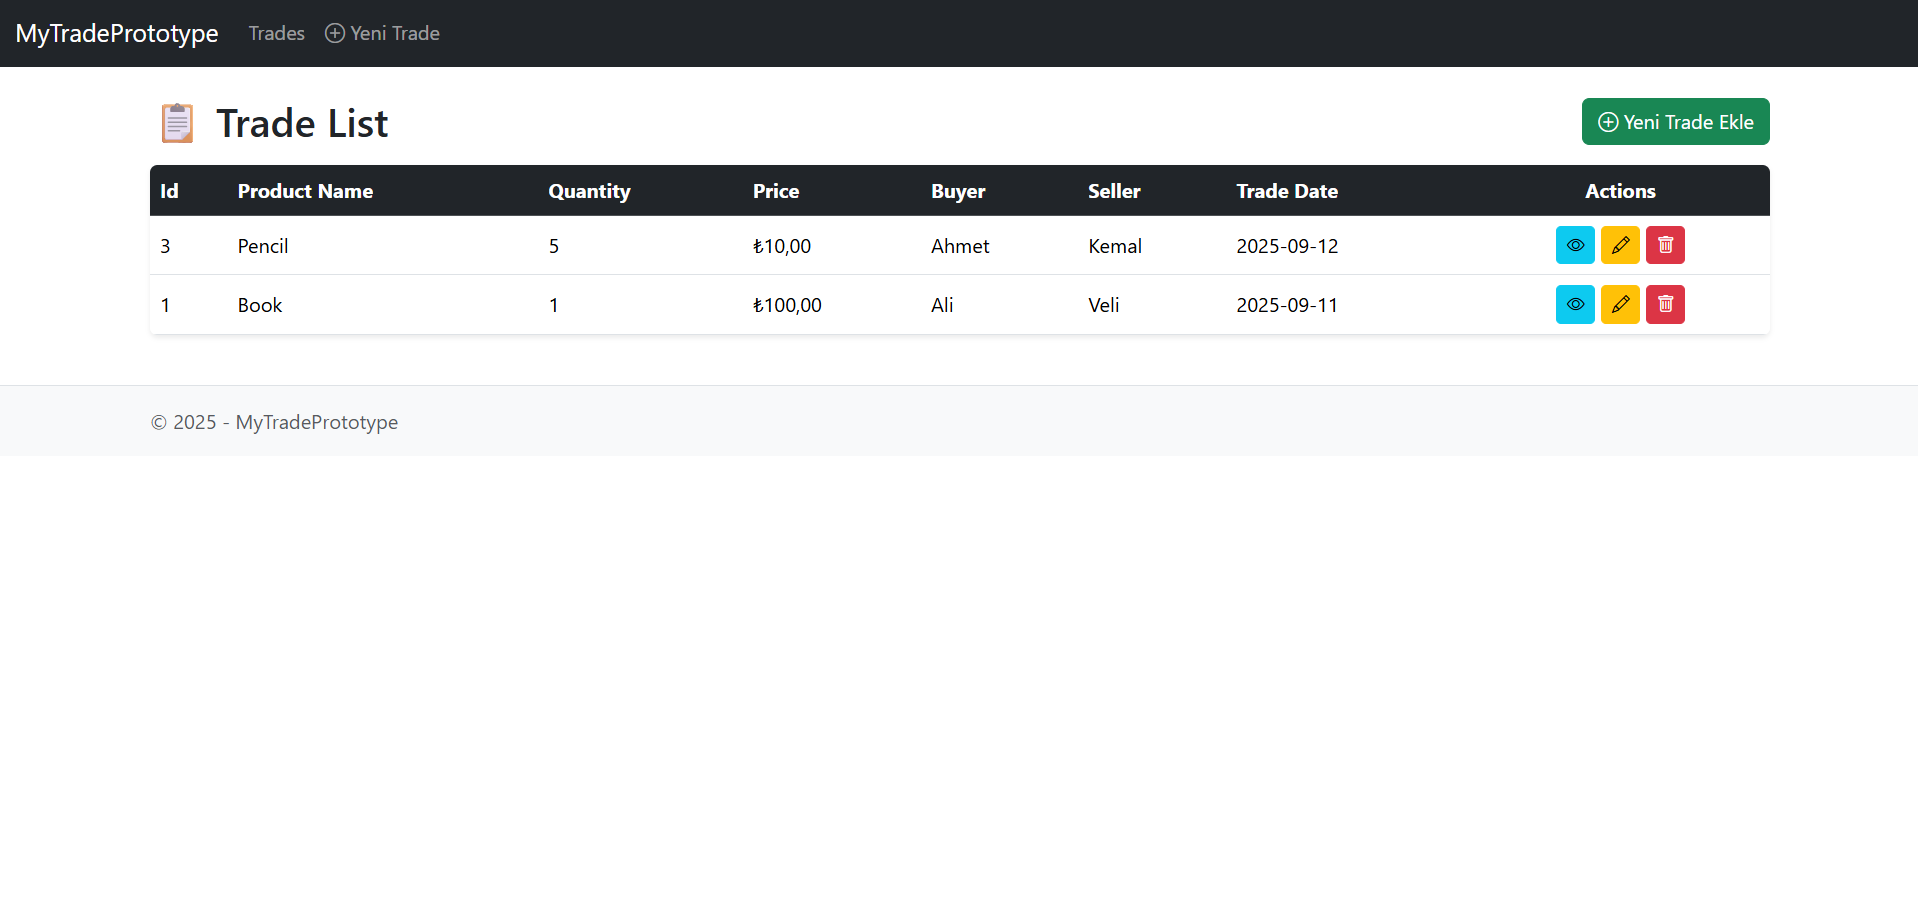 MyTradePrototype Trades Yeni Trade
Trade List
Yeni Trade Ekle
Id Product Name Quantity Price Buyer Seller Trade Date Actions
3 Pencil 5 ₺10,00 Ahmet Kemal 2025-09-12
1 Book 1 ₺100,00 Ali Veli 2025-09-11
© 2025 - MyTradePrototype